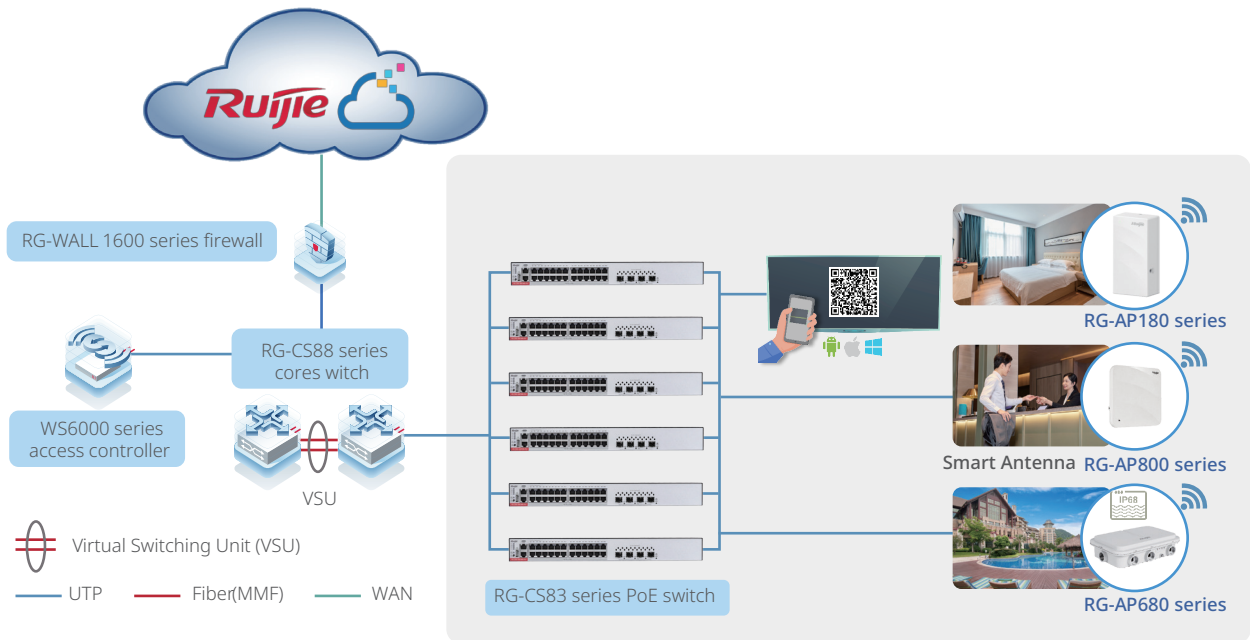 Ruijie
RG-WALL 1600 series firewall
RG-CS88 series
cores witch
WS6000 series
access controller
VSU
Virtual Switching Unit (VSU)
UTP
Fiber(MMF)
WAN
RG-CS83 series PoE switch
RG-AP180 series
Smart Antenna
RG-AP800 series
IP68
RG-AP680 series